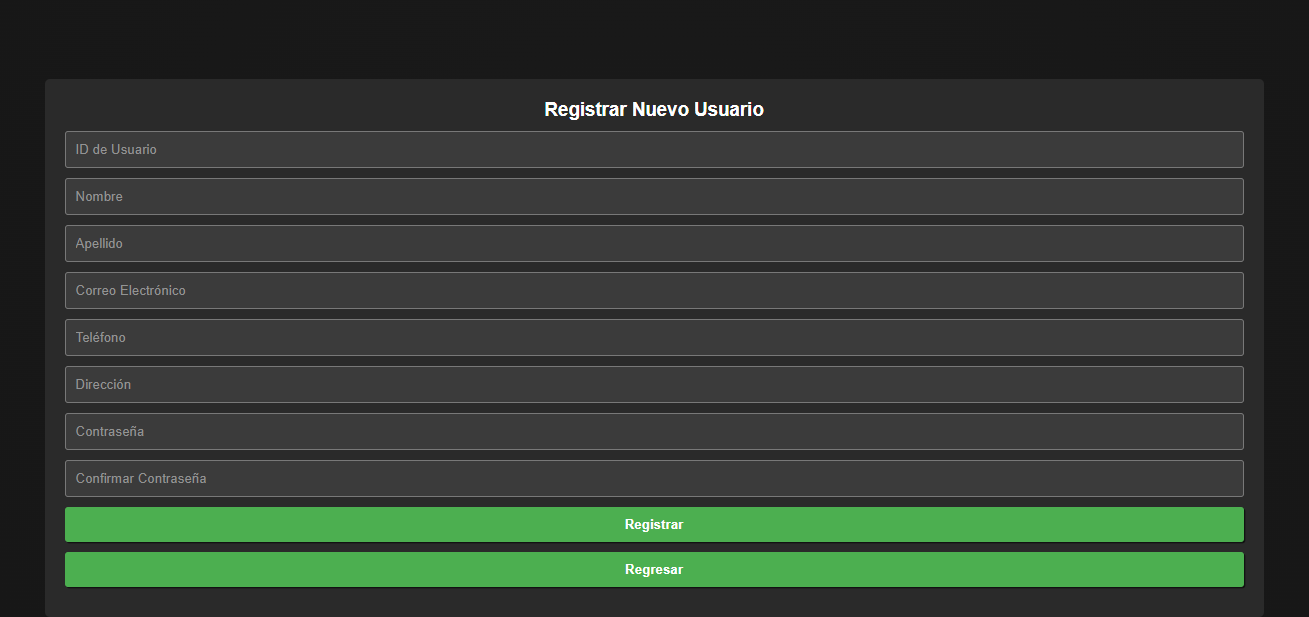 Registrar Nuevo Usuario
ID de Usuario
Nombre
Apellido
Correo Electrónico
Teléfono
Dirección
Contraseña
Confirmar Contraseña
Registrar
Regresar